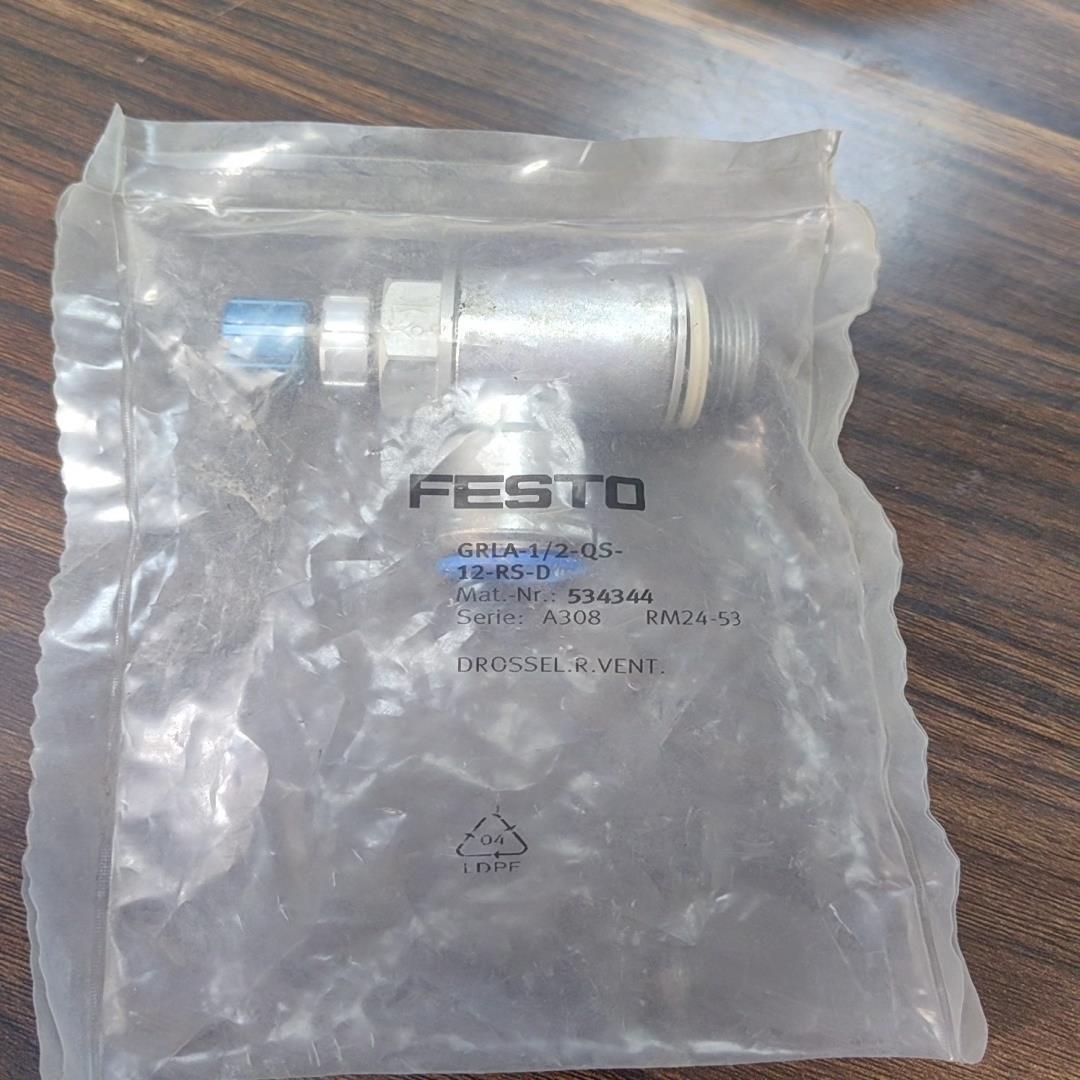 FESTO
GRLA-1/2-QS-
12-RS-D
Mat.-Nr.: 534344
Serie: A308 RM24-53
DROSSEL.R.VENT.
04
LDPE